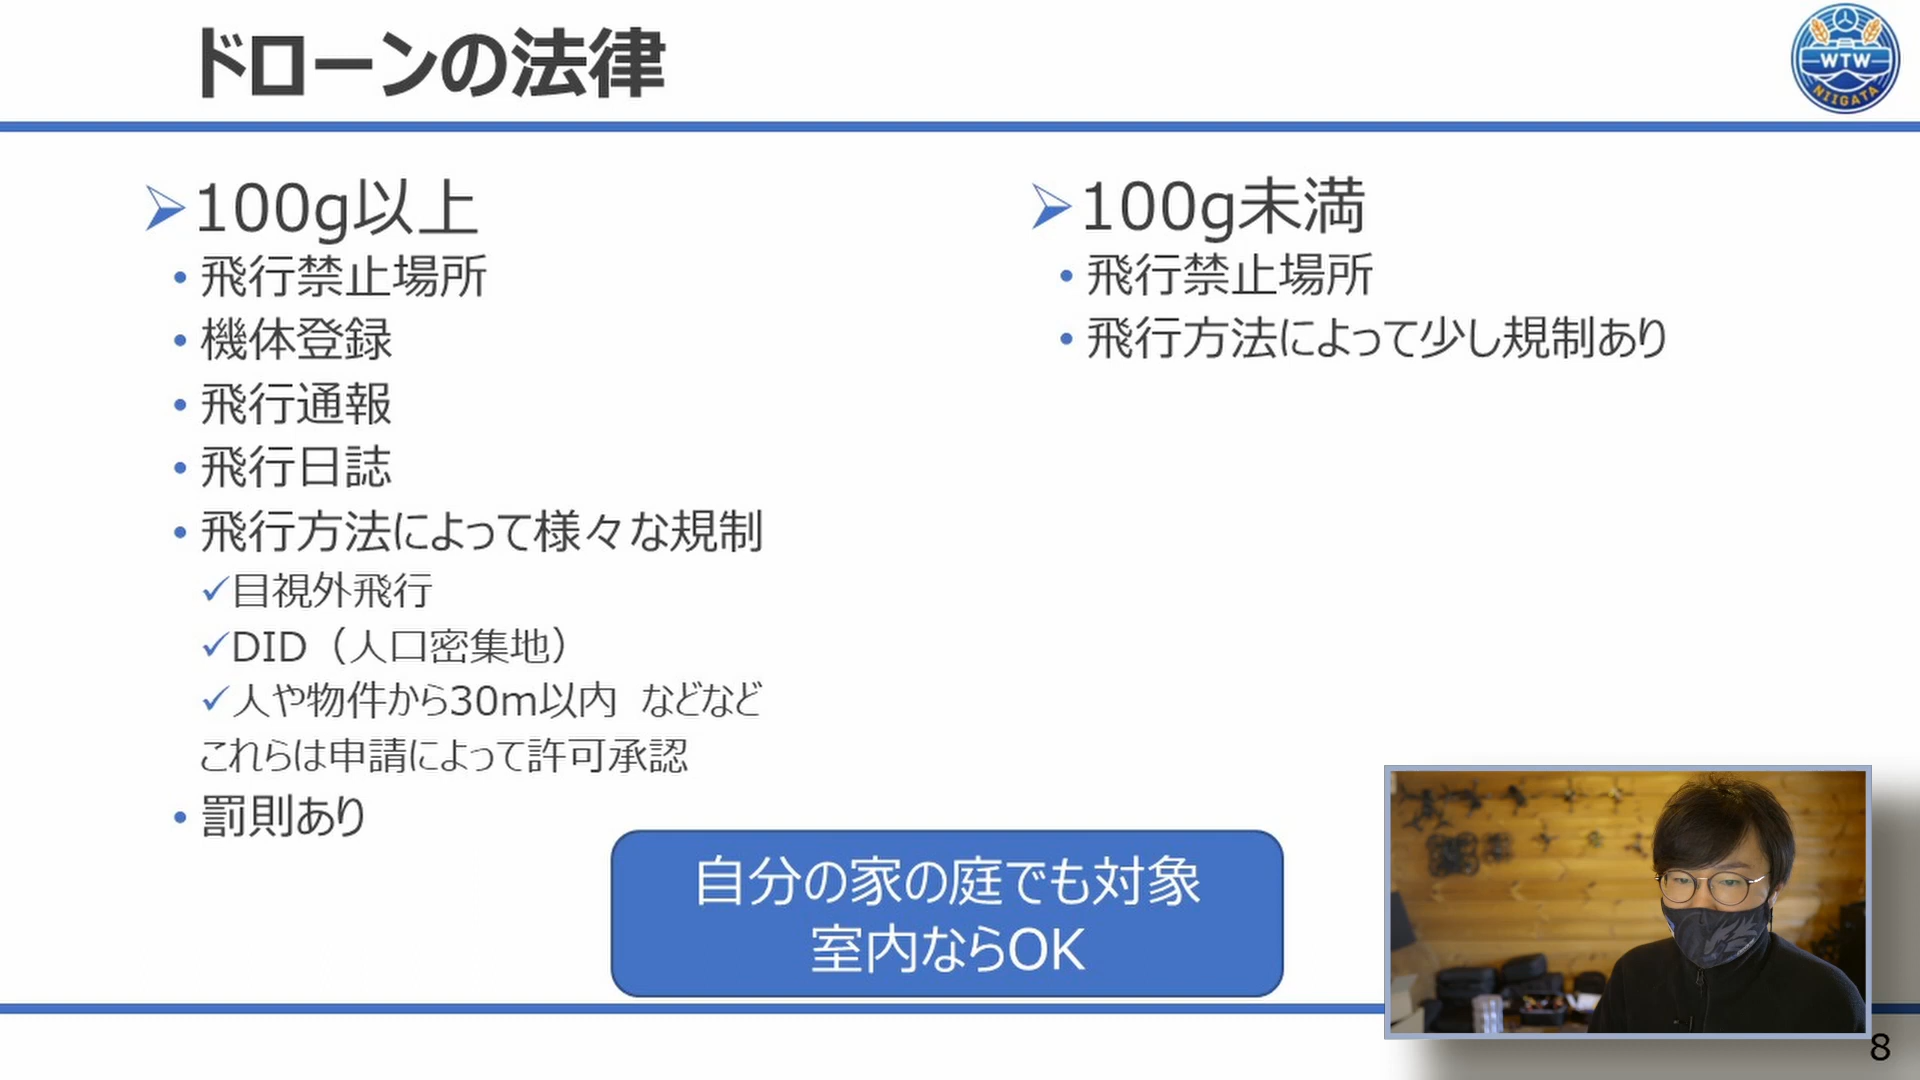 ドローンの法律
WTW
NIIGATA
➢100g以上
• 飛行禁止場所
• 機体登録
• 飛行通報
• 飛行日誌
• 飛行方法によって様々な規制
✓目視外飛行
✓DID（人口密集地）
✓人や物件から30m以内 などなど
これらは申請によって許可承認
• 罰則あり
➢100g未満
• 飛行禁止場所
• 飛行方法によって少し規制あり
自分の家の庭でも対象
室内ならOK
8